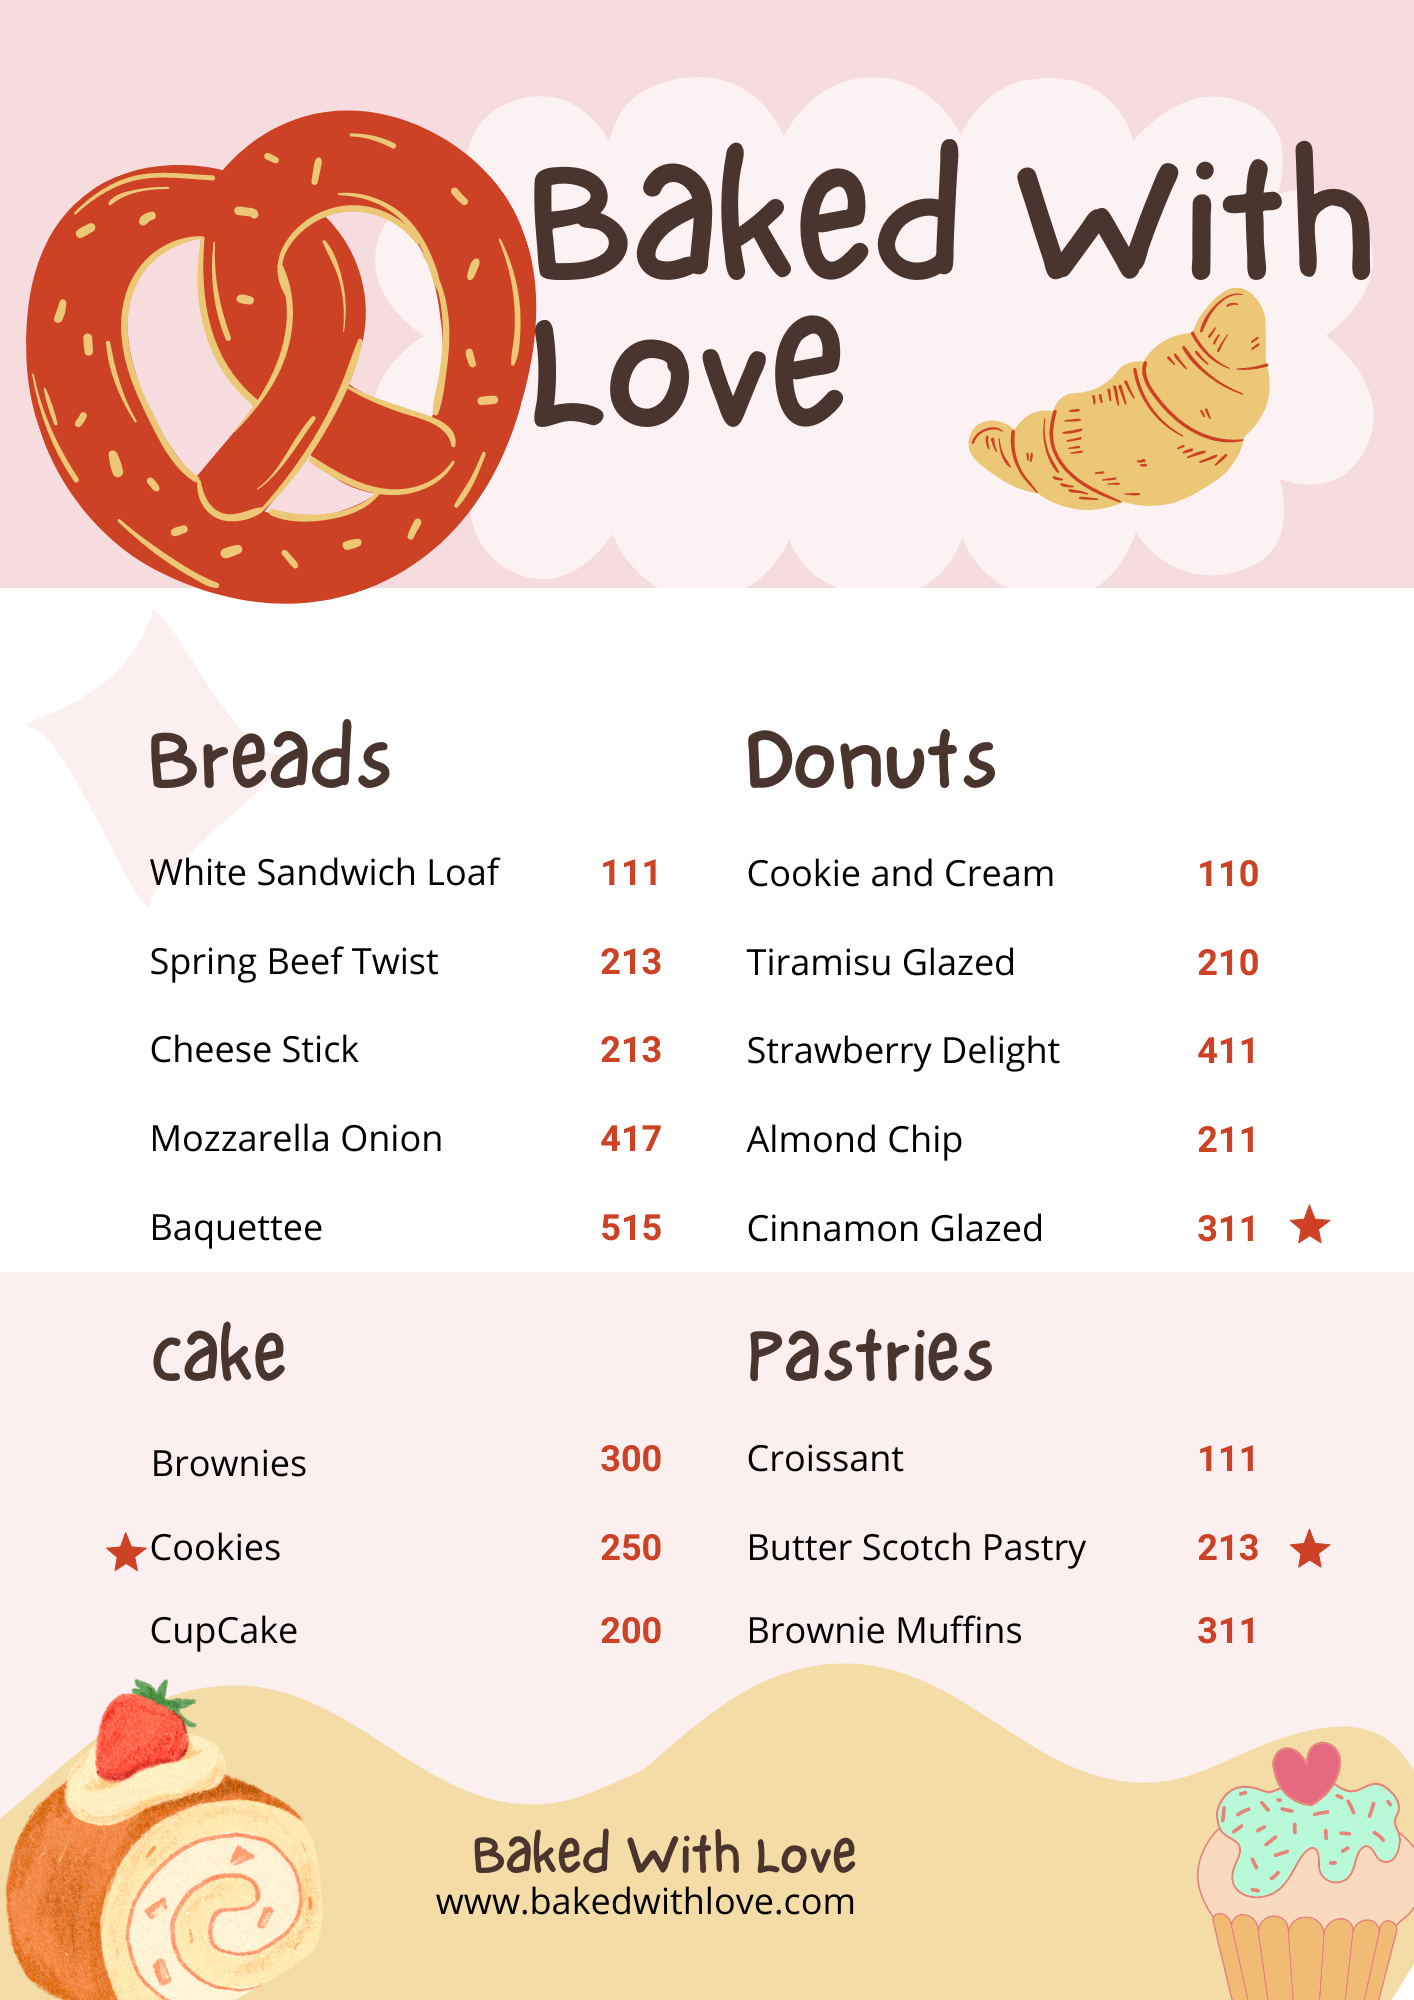 Baked With
Love
Breads
White Sandwich Loaf 111
Spring Beef Twist 213
Cheese Stick 213
Mozzarella Onion 417
Baquettee 515
Donuts
Cookie and Cream 110
Tiramisu Glazed 210
Strawberry Delight 411
Almond Chip 211
Cinnamon Glazed 311
cake
Brownies 300
Cookies 250
CupCake 200
Pastries
Croissant 111
Butter Scotch Pastry 213
Brownie Muffins 311
Baked With Love
www.bakedwithlove.com